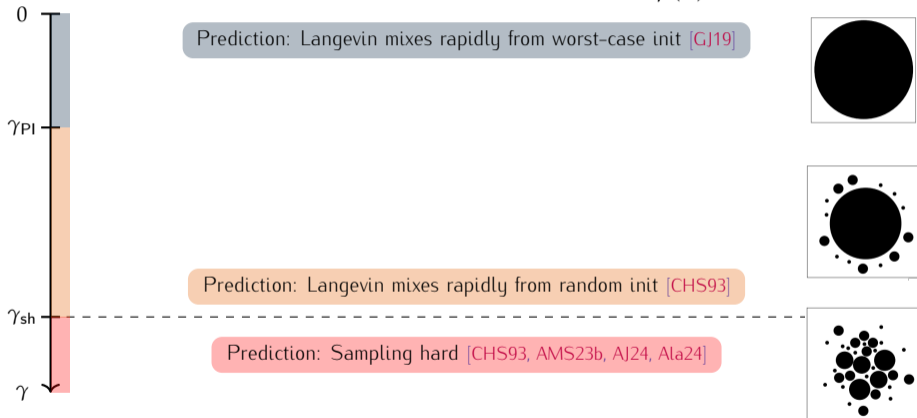 0
Prediction: Langevin mixes rapidly from worst-case init [GJ19]
γPI
Prediction: Langevin mixes rapidly from random init [CHS93]
γsh
Prediction: Sampling hard [CHS93, AMS23b, AJ24, Ala24]
γ